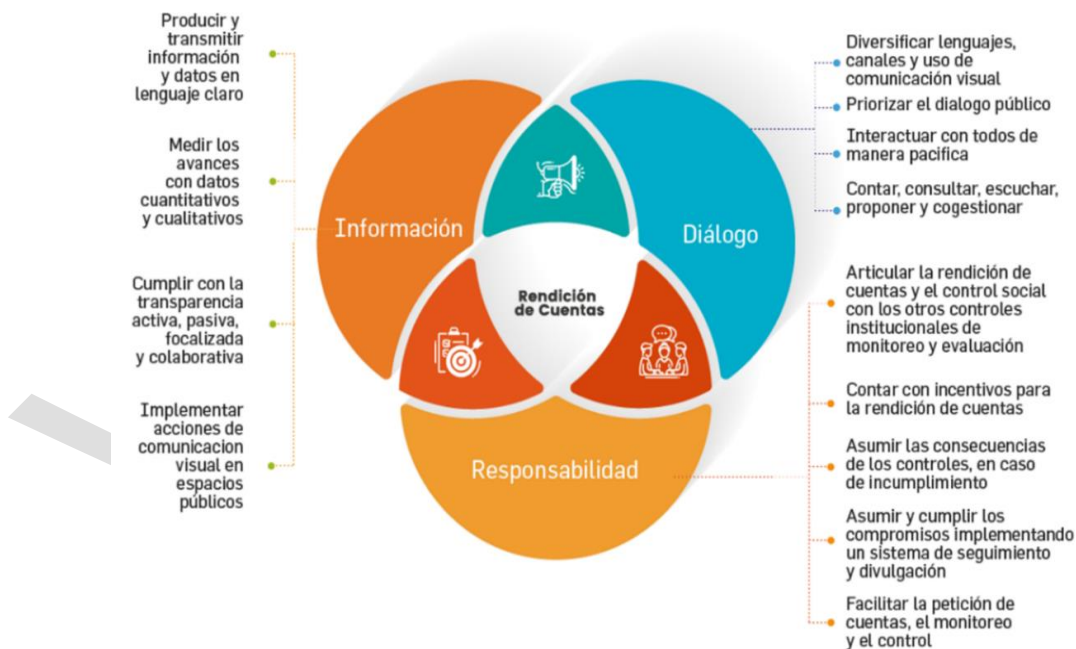 Producir y
transmitir
información
y datos en
lenguaje claro
Medir los
avances
con datos
cuantitativos
y cualitativos
Cumplir con la
transparencia
activa, pasiva,
focalizada
y colaborativa
Implementar
acciones de
comunicacion
visual en
espacios
públicos
Información
Diálogo
Rendición
de Cuentas
Responsabilidad
Diversificar lenguajes,
canales y uso de
comunicación visual
Priorizar el dialogo público
Interactuar con todos de
manera pacifica
Contar, consultar, escuchar,
proponer y cogestionar
Articular la rendición de
cuentas y el control social
con los otros controles
institucionales de
monitoreo y evaluación
Contar con incentivos para
la rendición de cuentas
Asumir las consecuencias
de los controles, en caso
de incumplimiento
Asumir y cumplir los
compromisos implementando
un sistema de seguimiento
y divulgación
Facilitar la petición de
cuentas, el monitoreo
y el control